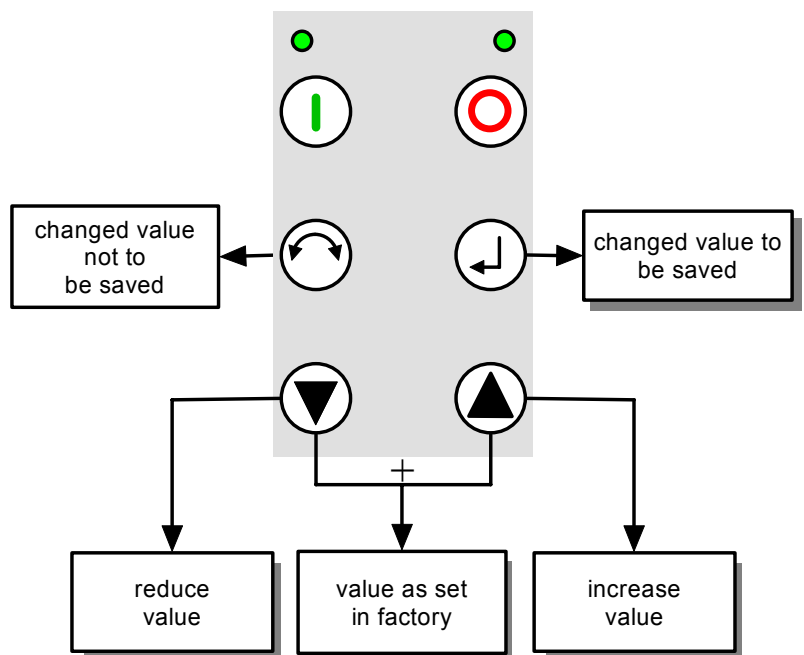 changed value
not to
be saved
changed value to
be saved
+
reduce
value
value as set
in factory
increase
value